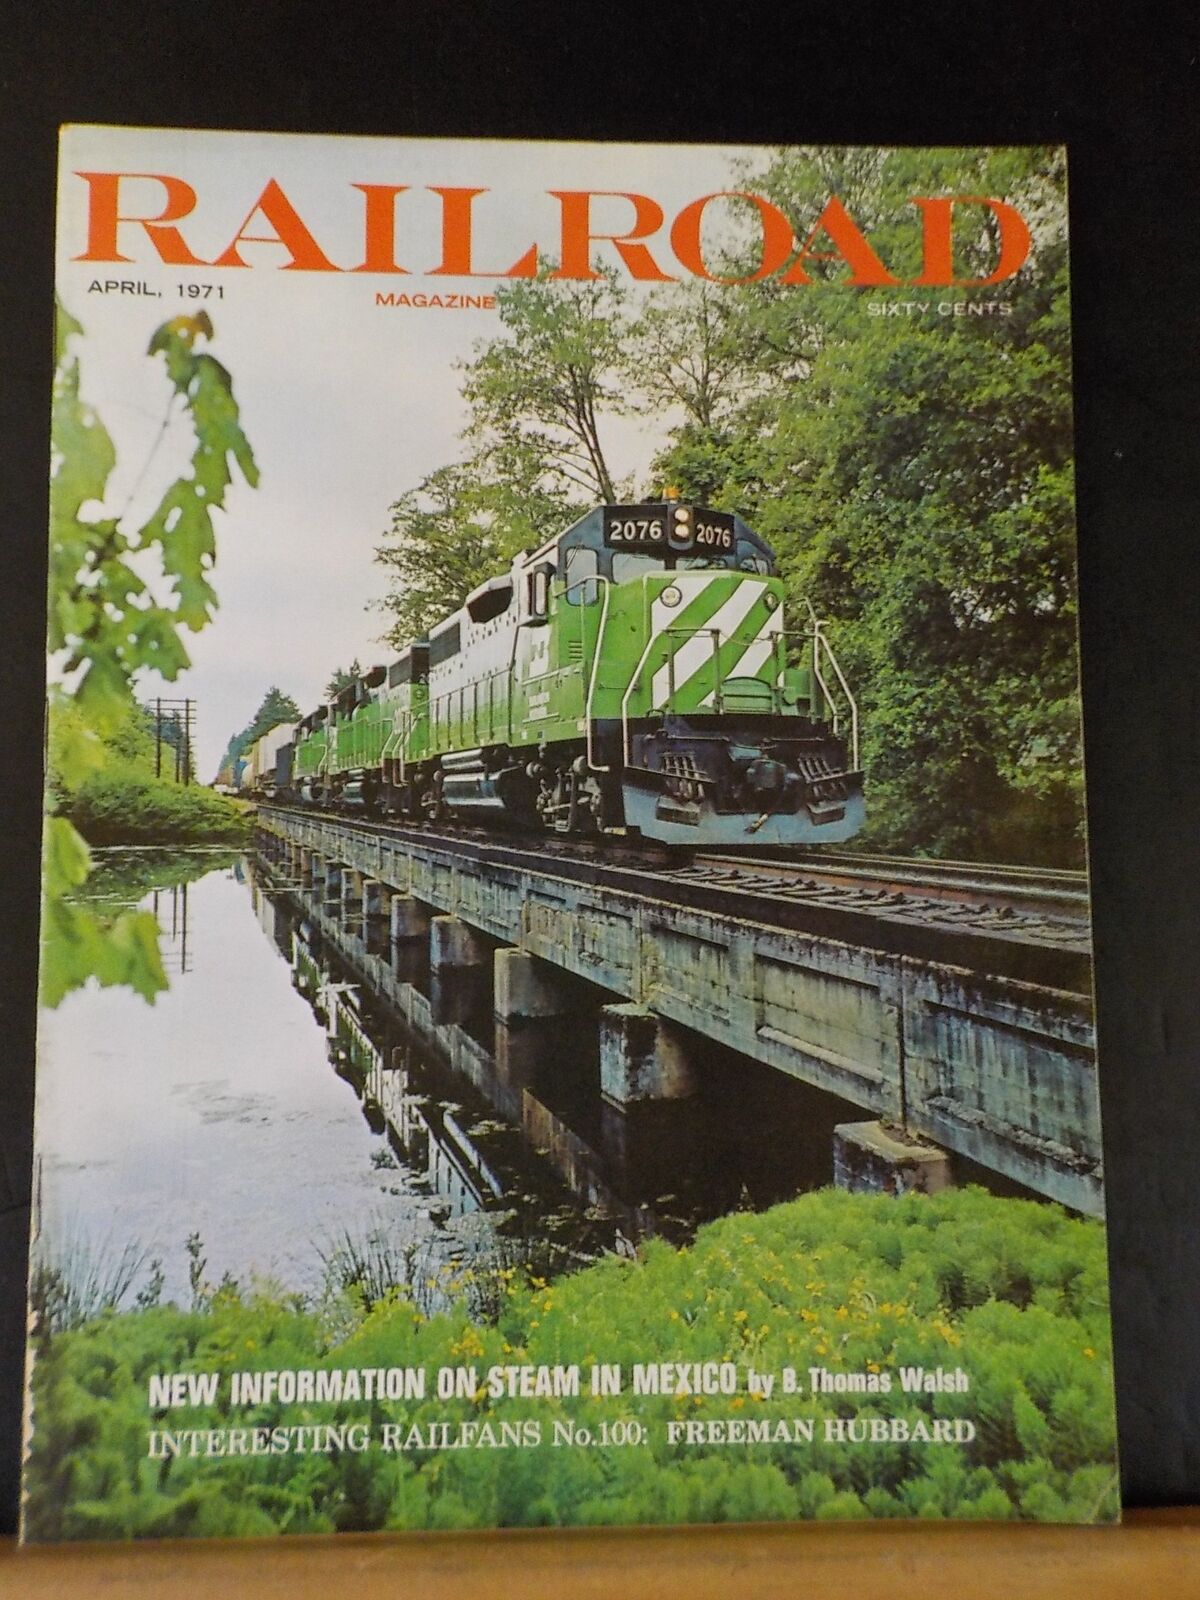 RAILROAD
APRIL, 1971
MAGAZINE
SIXTY CENTS
2076
2076
NEW INFORMATION ON STEAM IN MEXICO by B. Thomas Walsh
INTERESTING RAILFANS No.100: FREEMAN HUBBARD